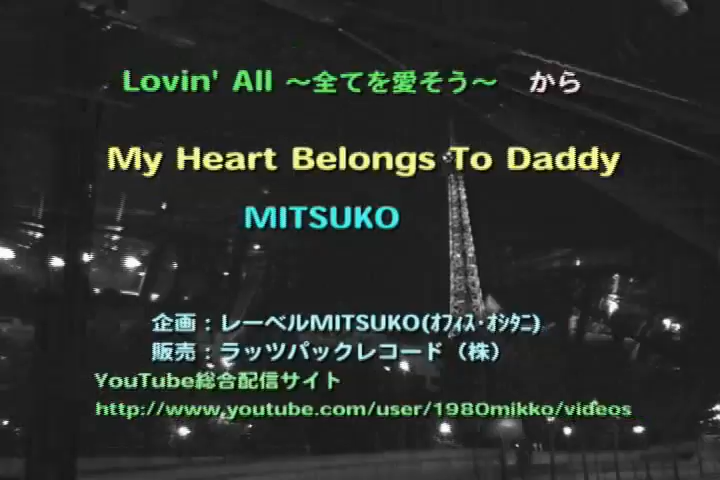 Lovin' All ～全てを愛そう～　から
My Heart Belongs To Daddy
MITSUKO
企画：レーベルMITSUKO(ｵﾌｨｽ･ｵｼﾀﾆ)
販売：ラッツパックレコード（株）
YouTube総合配信サイト
http://www.youtube.com/user/1980mikko/videos